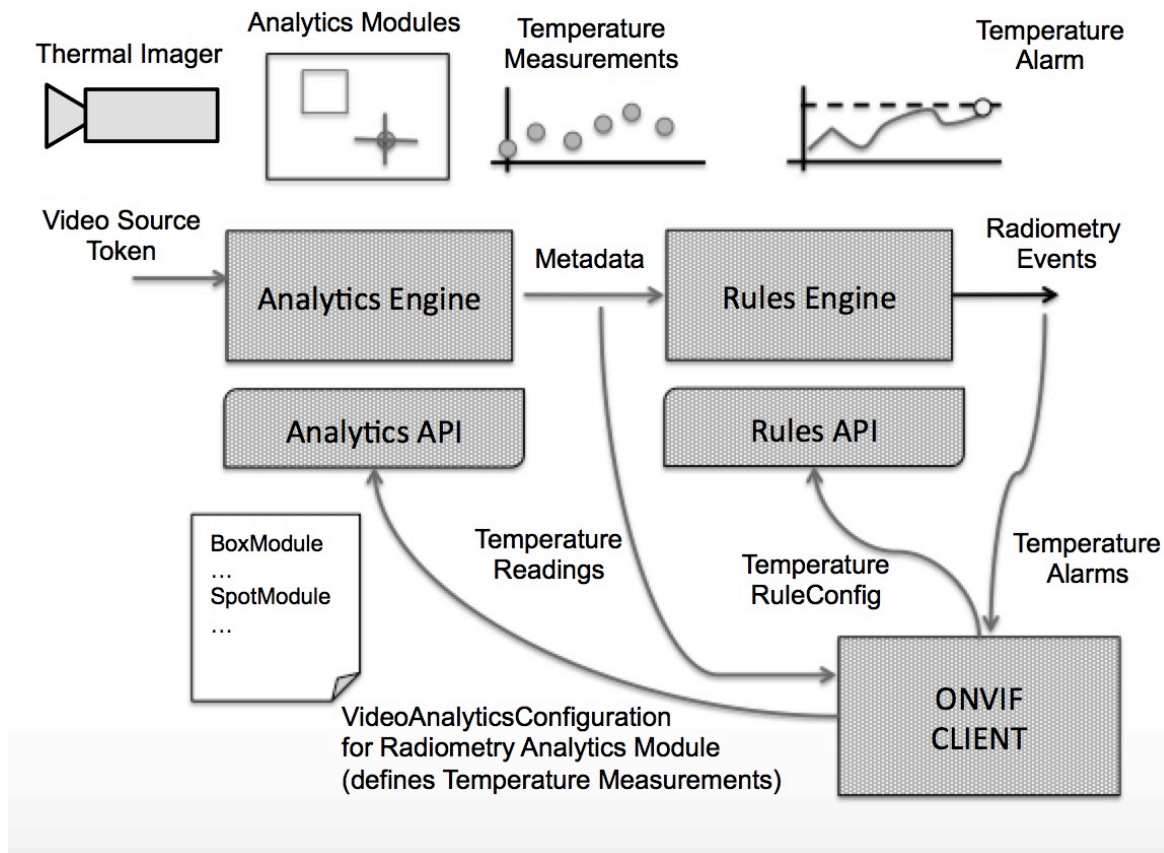 Thermal Imager
Analytics Modules
Temperature
Measurements
Temperature
Alarm
Video Source
Token
Analytics Engine
Metadata
Rules Engine
Radiometry
Events
Analytics API
Rules API
BoxModule
…
SpotModule
…
Temperature
Readings
Temperature
RuleConfig
Temperature
Alarms
VideoAnalyticsConfiguration
for Radiometry Analytics Module
(defines Temperature Measurements)
ONVIF
CLIENT